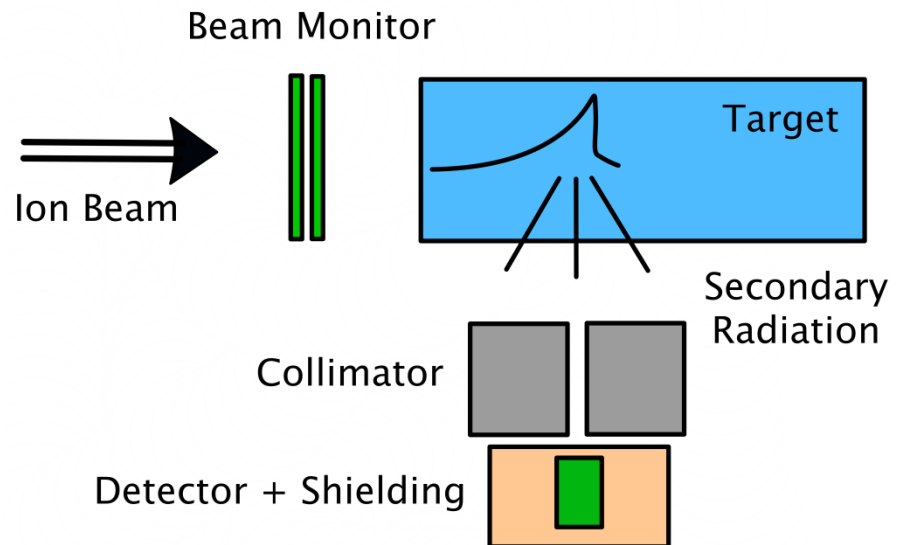 Beam Monitor
Target
Ion Beam
Secondary
Radiation
Collimator
Detector + Shielding